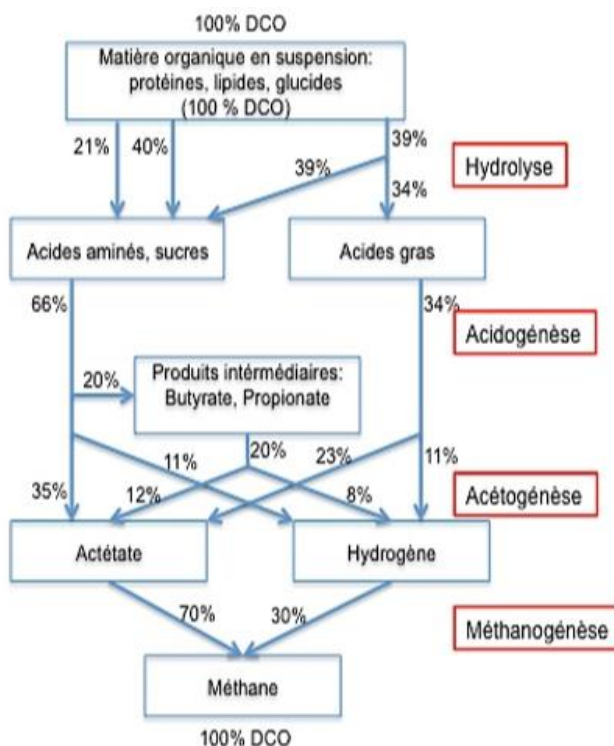 100% DCO
Matière organique en suspension:
protéines, lipides, glucides
(100 % DCO)
21%
40%
39%
39%
34%
Hydrolyse
Acides aminés, sucres
Acides gras
66%
34%
Acidogénèse
20%
Produits intérmédiaires:
Butyrate, Propionate
20%
11%
23%
11%
35%
12%
8%
Acétogénèse
Actétate
Hydrogène
70%
30%
Méthanogénèse
Méthane
100% DCO